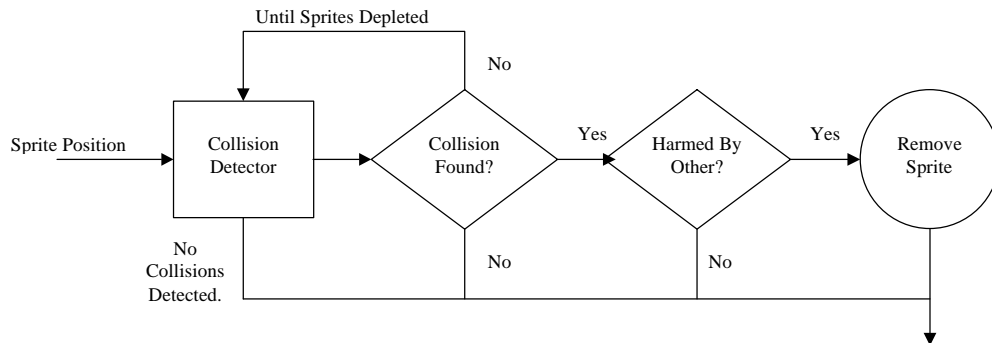 Until Sprites Depleted
No
Sprite Position
Collision
Detector
Collision
Found?
Yes
Harmed By
Other?
Yes
Remove
Sprite
No
Collisions
Detected.
No
No